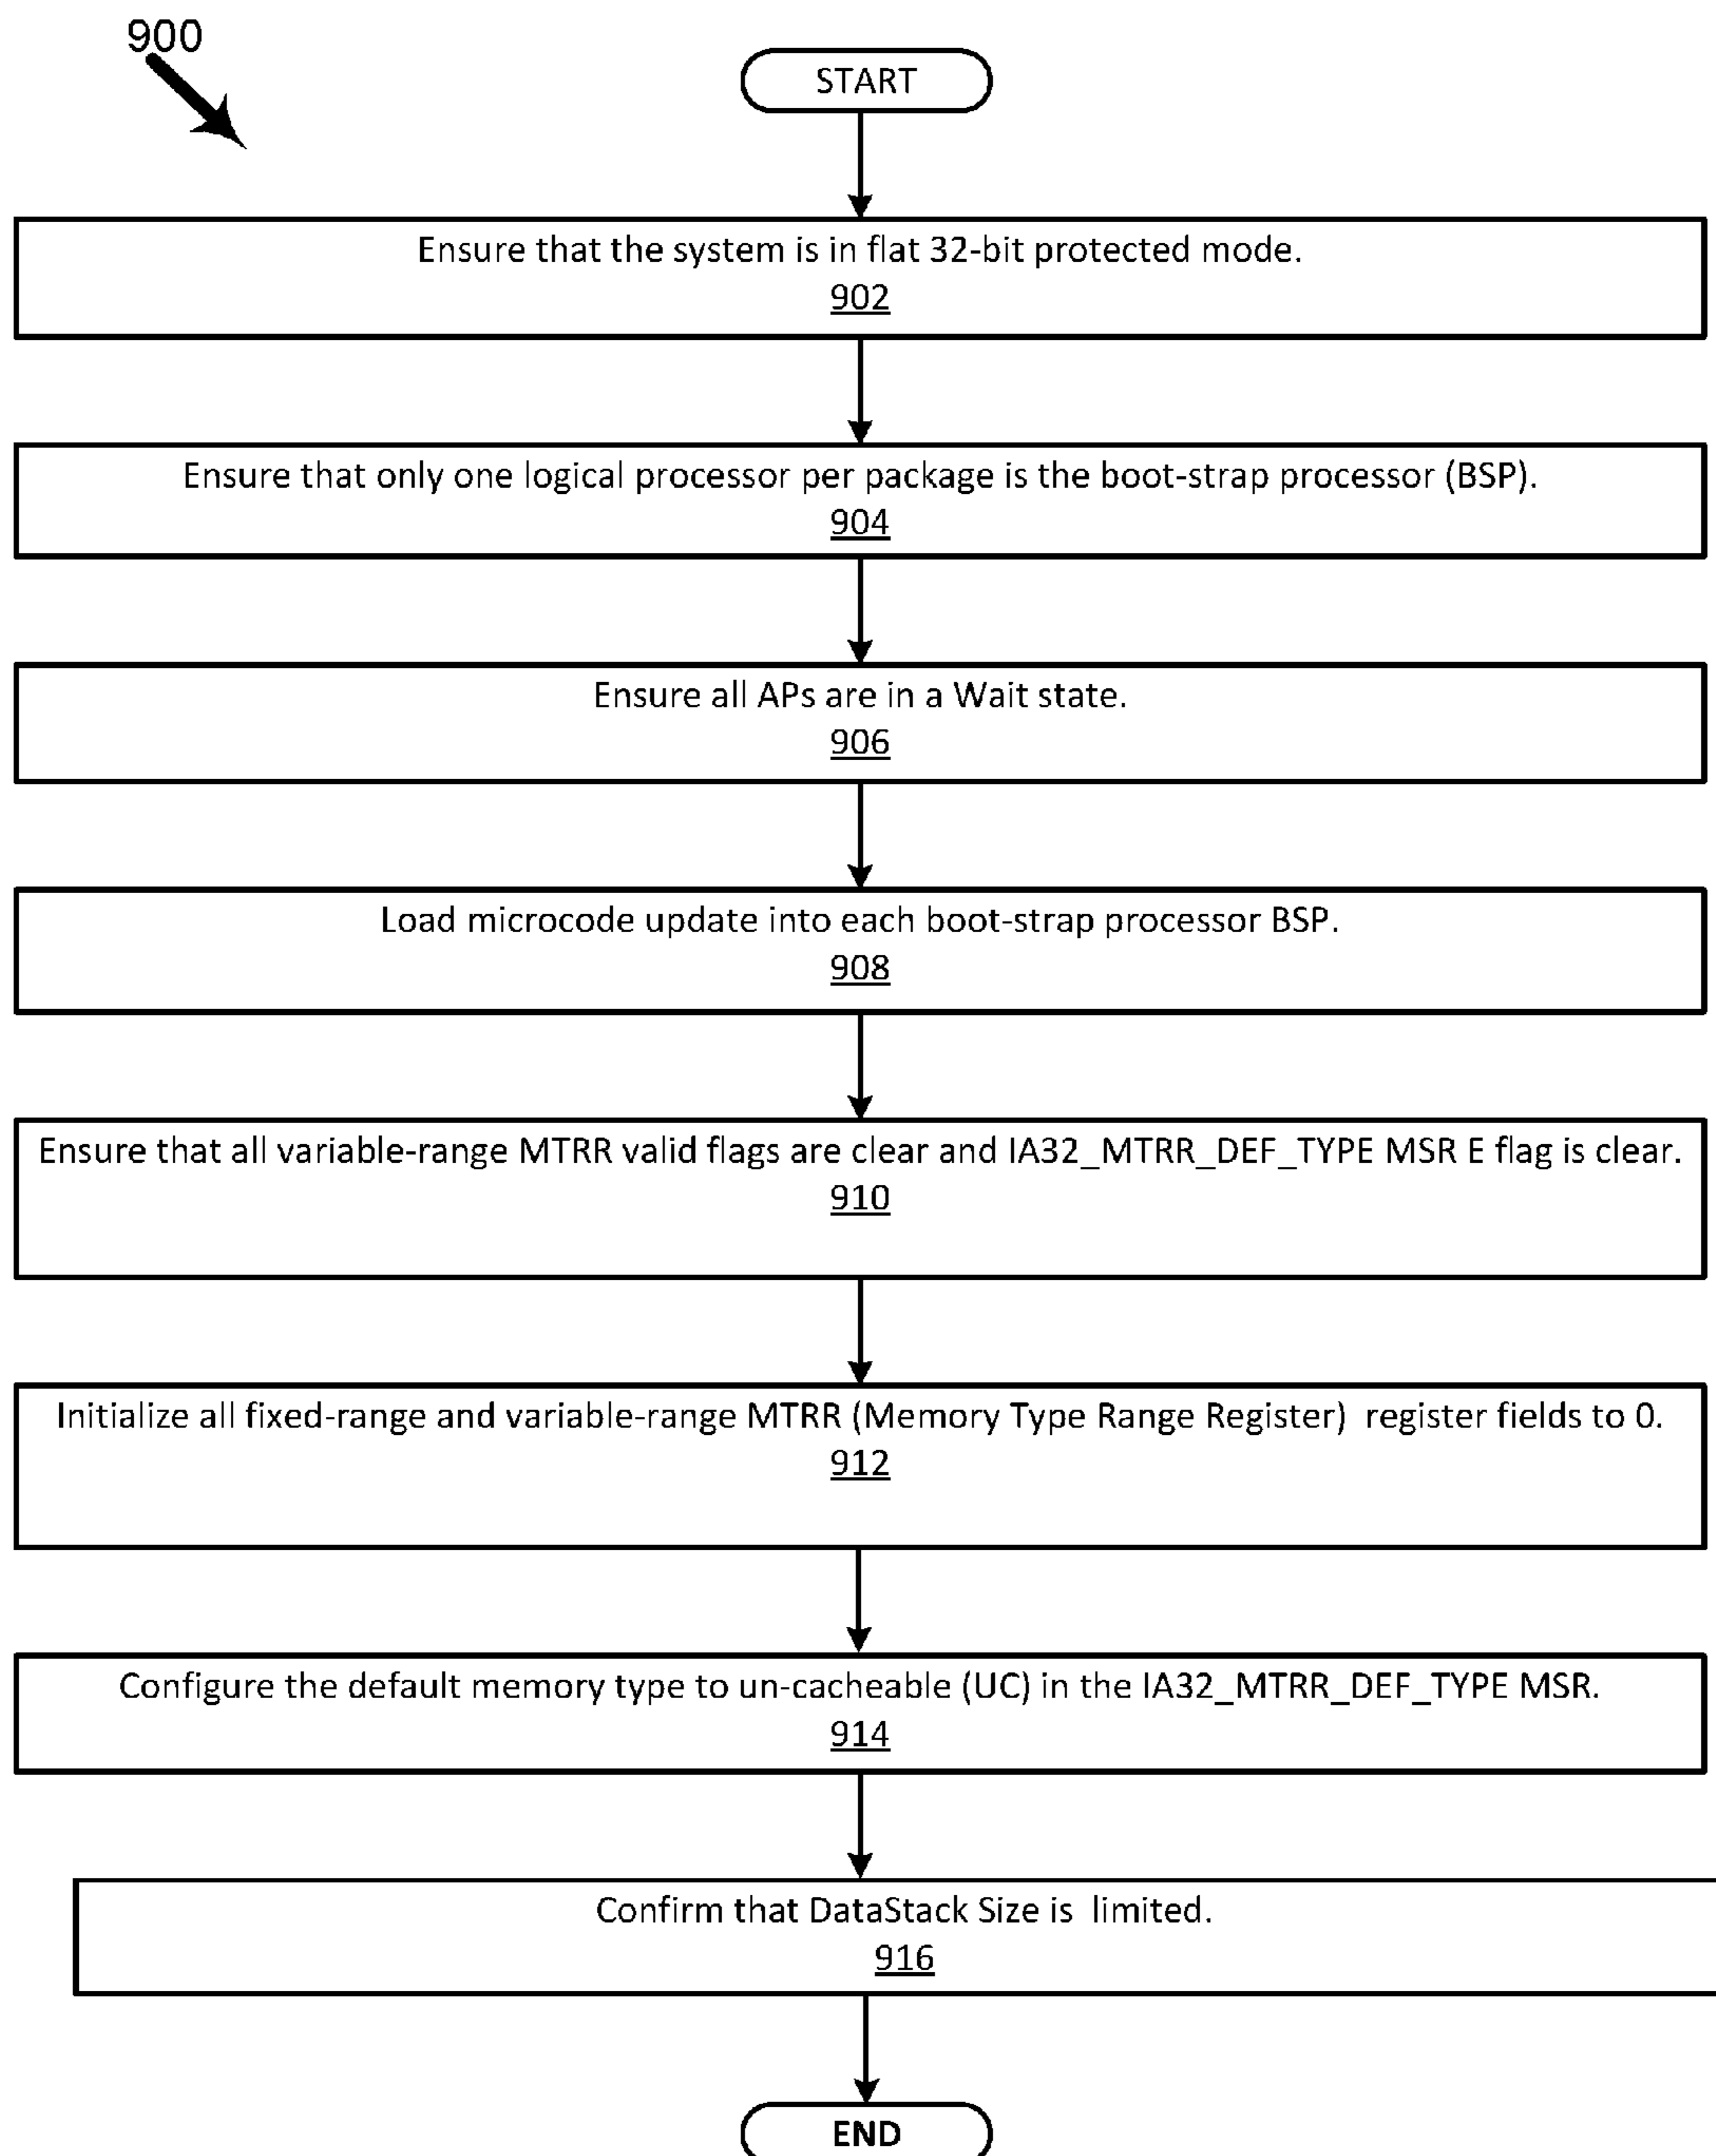 900
START
Ensure that the system is in flat 32-bit protected mode.
902
Ensure that only one logical processor per package is the boot-strap processor (BSP).
904
Ensure all APs are in a Wait state.
906
Load microcode update into each boot-strap processor BSP.
908
Ensure that all variable-range MTRR valid flags are clear and IA32_MTRR_DEF_TYPE MSR E flag is clear.
910
Initialize all fixed-range and variable-range MTRR (Memory Type Range Register) register fields to 0.
912
Configure the default memory type to un-cacheable (UC) in the IA32_MTRR_DEF_TYPE MSR.
914
Confirm that DataStack Size is limited.
916
END